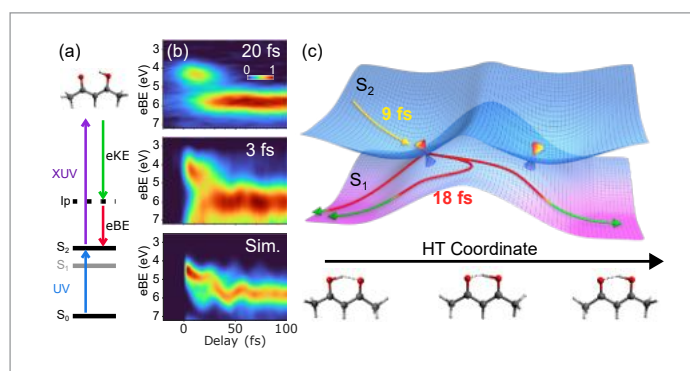 (a)
XUV
eKE
Ip
eBE
S2
S1
UV
S0
(b)
20 fs
0 1
3
4
5
6
eBE (eV)
3 fs
3
4
5
6
7
eBE (eV)
Sim.
3
4
5
6
7
eBE (eV)
0 50 100
Delay (fs)
(c)
S2
9 fs
S1
18 fs
HT Coordinate